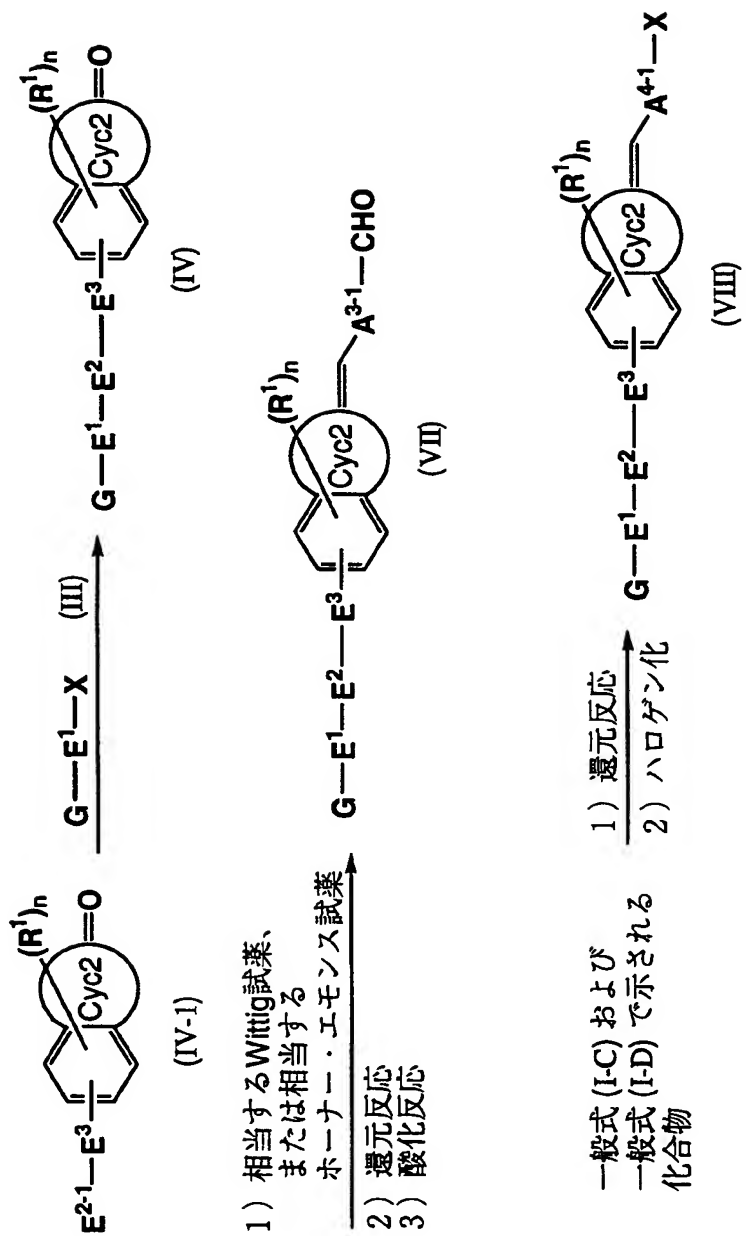 E²⁻¹—E³ (R¹)n Cyc2 =O
(IV-1)
G—E¹—X (III)
G—E¹—E²—E³ (R¹)n Cyc2 =O
(IV)
1) 相当するWittig試薬、
または相当する
ホーナー・エモンス試薬
2) 還元反応
3) 酸化反応
G—E¹—E²—E³ (R¹)n Cyc2 A³⁻¹—CHO
(VII)
一般式 (I-C) および
一般式 (I-D) で示される
化合物
1) 還元反応
2) ハロゲン化
G—E¹—E²—E³ (R¹)n Cyc2 A⁴⁻¹—X
(VIII)